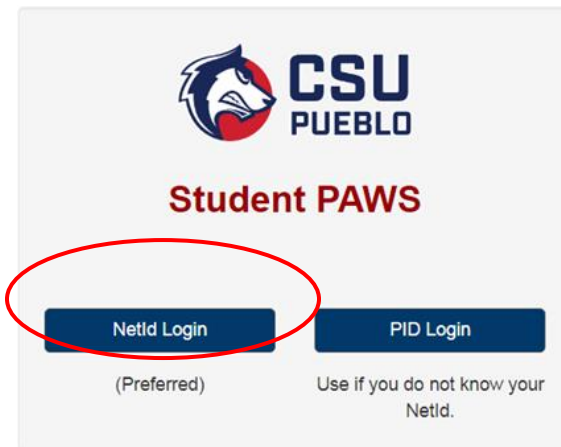 CSU
PUEBLO
Student PAWS
NetId Login
PID Login
(Preferred)
Use if you do not know your
NetId.